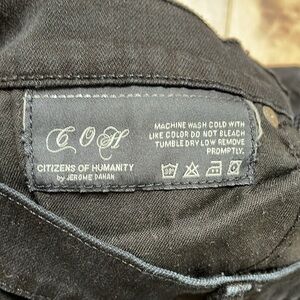 COH
CITIZENS OF HUMANITY
by JEROME DAHAN
MACHINE WASH COLD WITH
LIKE COLOR DO NOT BLEACH
TUMBLE DRY LOW REMOVE
PROMPTLY.